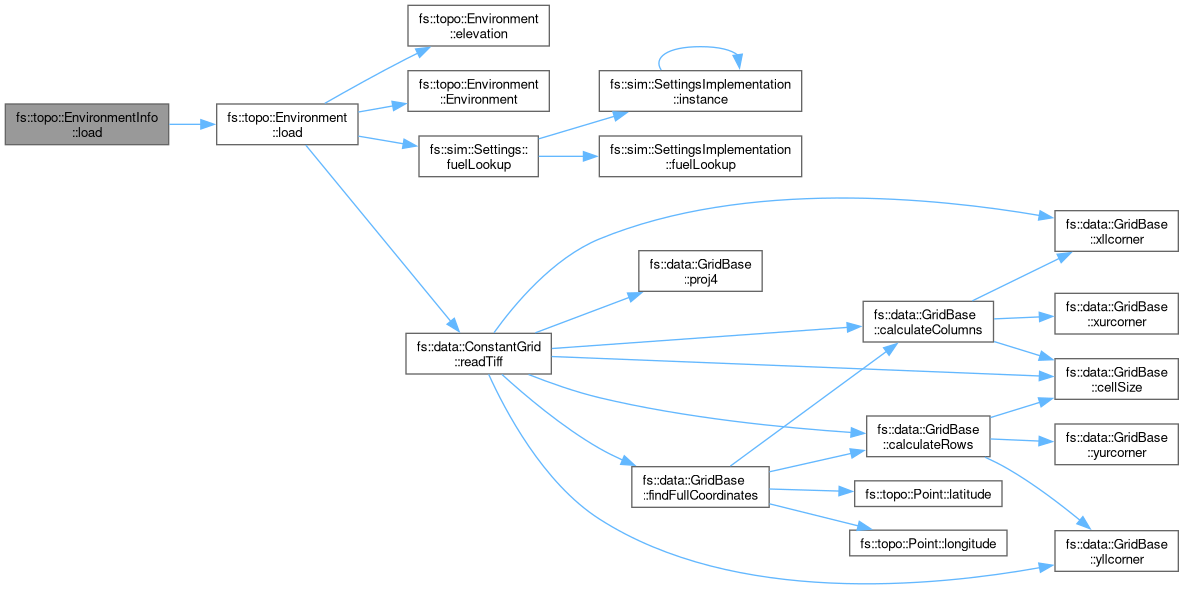 fs::topo::EnvironmentInfo
::load
fs::topo::Environment
::load
fs::topo::Environment
::elevation
fs::topo::Environment
::Environment
fs::sim::Settings::
fuelLookup
fs::sim::SettingsImplementation
::instance
fs::sim::SettingsImplementation
::fuelLookup
fs::data::ConstantGrid
::readTiff
fs::data::GridBase
::proj4
fs::data::GridBase
::findFullCoordinates
fs::data::GridBase
::calculateColumns
fs::data::GridBase
::calculateRows
fs::topo::Point::latitude
fs::topo::Point::longitude
fs::data::GridBase
::xllcorner
fs::data::GridBase
::xurcorner
fs::data::GridBase
::cellSize
fs::data::GridBase
::yurcorner
fs::data::GridBase
::yllcorner